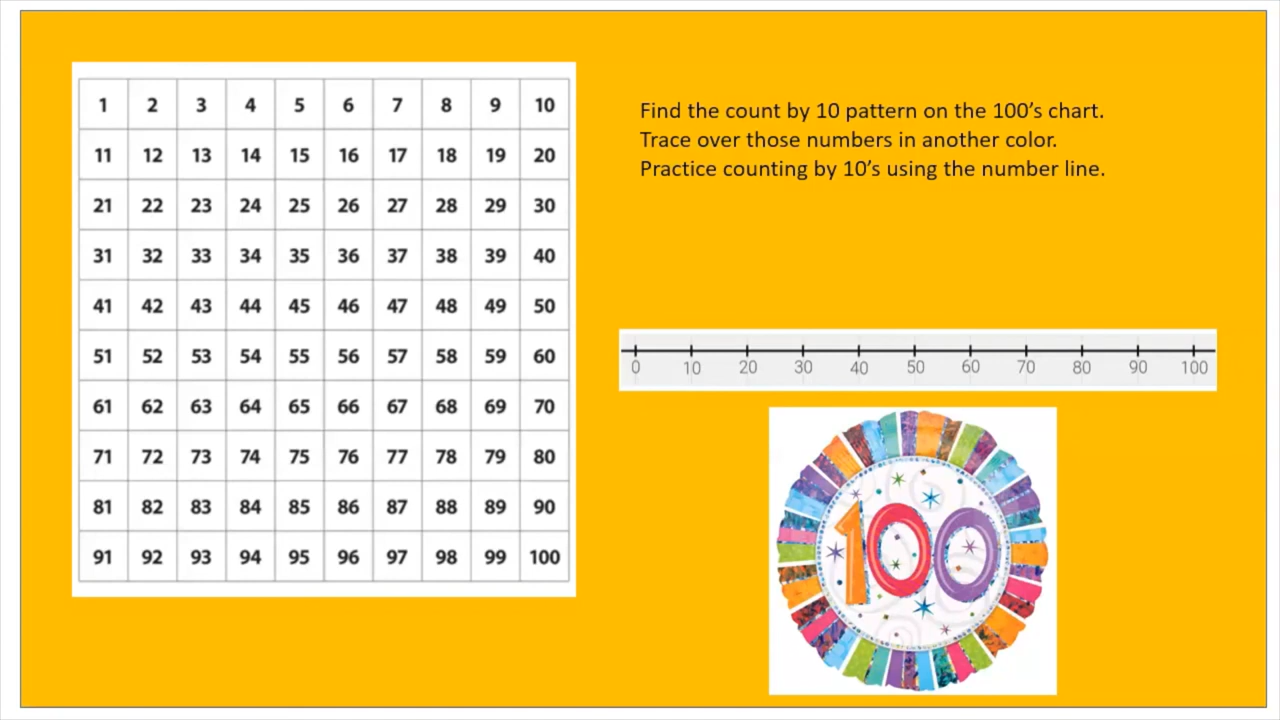 1 2 3 4 5 6 7 8 9 10
11 12 13 14 15 16 17 18 19 20
21 22 23 24 25 26 27 28 29 30
31 32 33 34 35 36 37 38 39 40
41 42 43 44 45 46 47 48 49 50
51 52 53 54 55 56 57 58 59 60
61 62 63 64 65 66 67 68 69 70
71 72 73 74 75 76 77 78 79 80
81 82 83 84 85 86 87 88 89 90
91 92 93 94 95 96 97 98 99 100
Find the count by 10 pattern on the 100’s chart.
Trace over those numbers in another color.
Practice counting by 10’s using the number line.
0 10 20 30 40 50 60 70 80 90 100
100